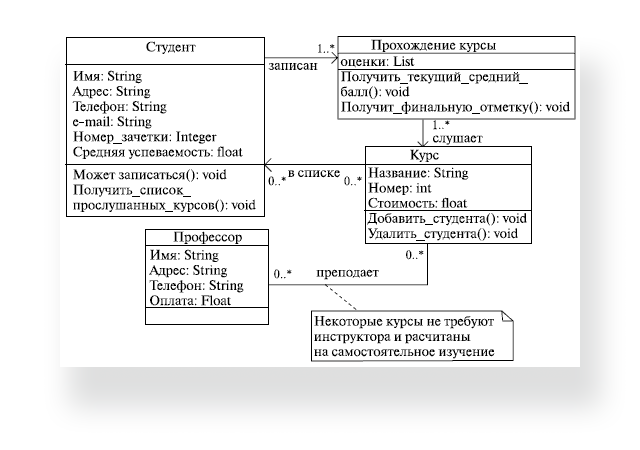 Студент
Имя: String
Адрес: String
Телефон: String
e-mail: String
Номер_зачетки: Integer
Средняя успеваемость: float
Может записаться(): void
Получить_список_
прослушанных_курсов(): void
1..*
записан
Прохождение курсы
оценки: List
Получить_текущий_средний_
балл(): void
Получит_финальную_отметку(): void
1..*
слушает
Курс
Название: String
Номер: int
Стоимость: float
Добавить_студента(): void
Удалить_студента(): void
0..*
в списке
0..*
Профессор
Имя: String
Адрес: String
Телефон: String
Оплата: Float
0..*
преподает
0..*
Некоторые курсы не требуют
инструктора и расчитаны
на самостоятельное изучение